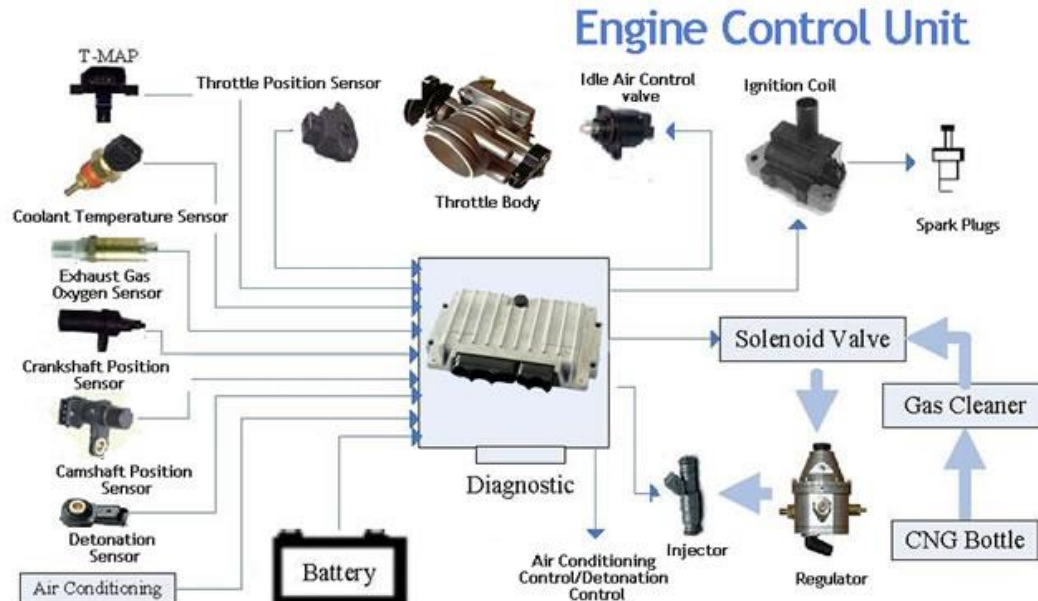 Engine Control Unit
T-MAP
Throttle Position Sensor
Idle Air Control
valve
Ignition Coil
Coolant Temperature Sensor
Throttle Body
Spark Plugs
Exhaust Gas
Oxygen Sensor
Crankshaft Position
Sensor
Solenoid Valve
Gas Cleaner
Camshaft Position
Sensor
Diagnostic
Detonation
Sensor
Battery
Air Conditioning
Control/Detonation
Control
Injector
Regulator
CNG Bottle
Air Conditioning